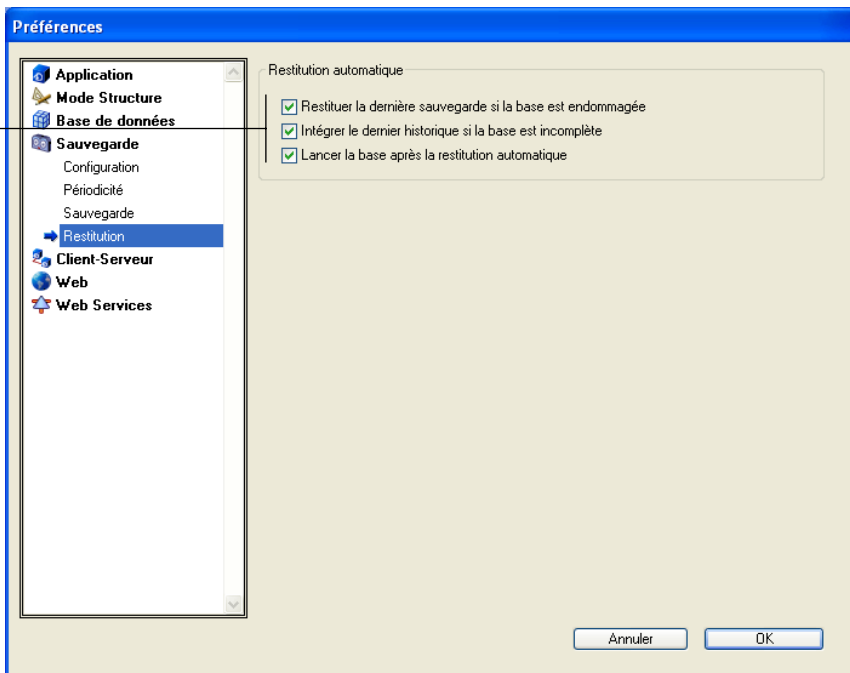 Préférences
Application
Mode Structure
Base de données
Sauvegarde
Configuration
Périodicité
Sauvegarde
Restitution
Client-Serveur
Web
Web Services
Restitution automatique
Restituer la dernière sauvegarde si la base est endommagée
Intégrer le dernier historique si la base est incomplète
Lancer la base après la restitution automatique
Annuler
OK